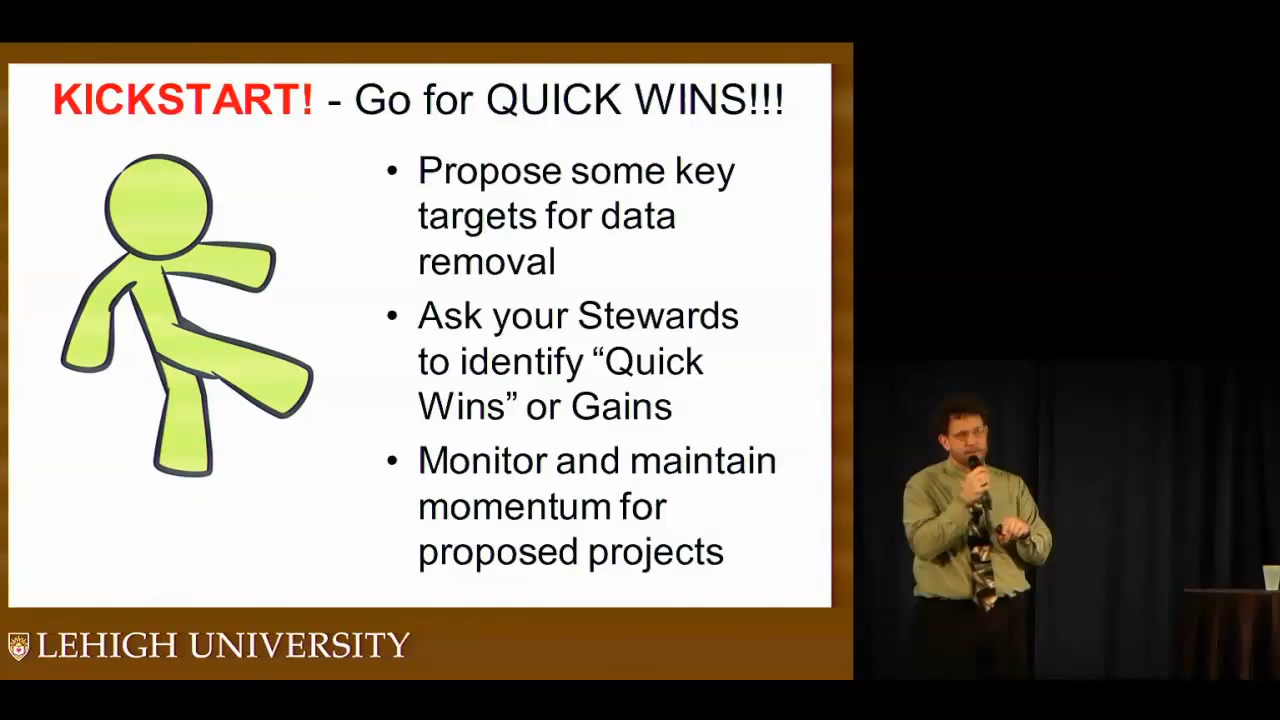 KICKSTART! - Go for QUICK WINS!!!
• Propose some key
targets for data
removal
• Ask your Stewards
to identify “Quick
Wins” or Gains
• Monitor and maintain
momentum for
proposed projects
LEHIGH UNIVERSITY